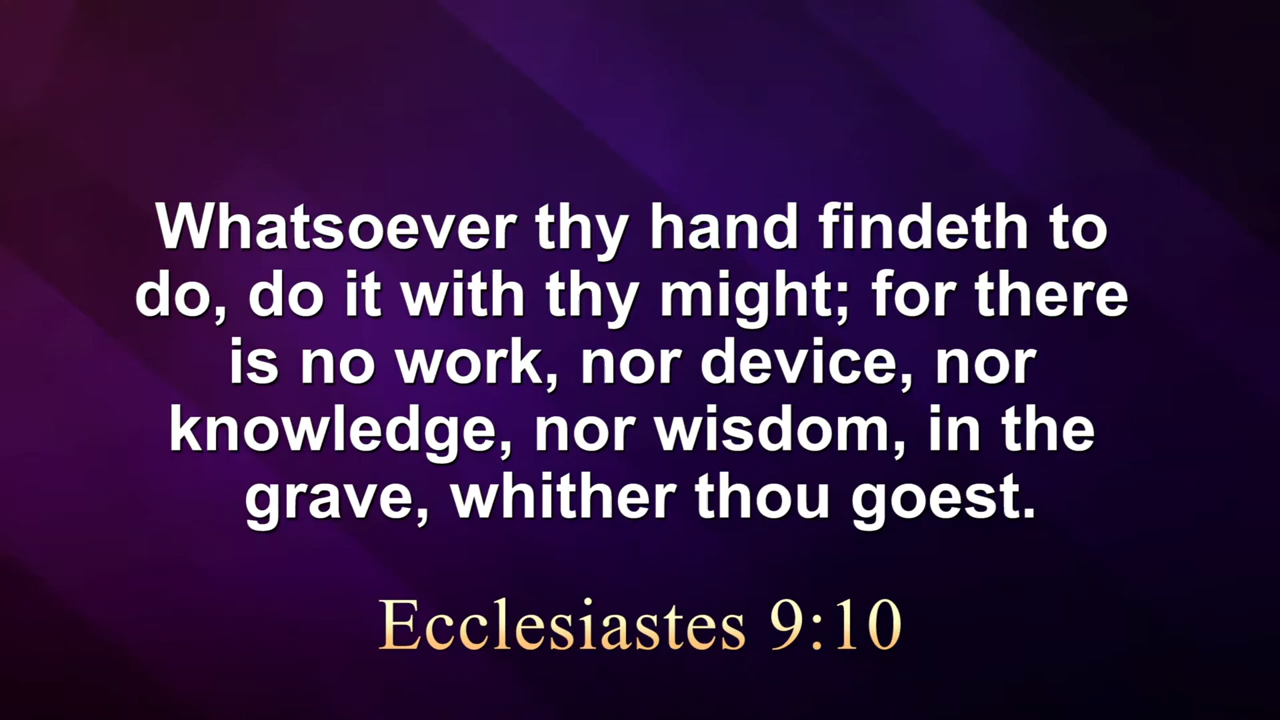 Whatsoever thy hand findeth to
do, do it with thy might; for there
is no work, nor device, nor
knowledge, nor wisdom, in the
grave, whither thou goest.
Ecclesiastes 9:10